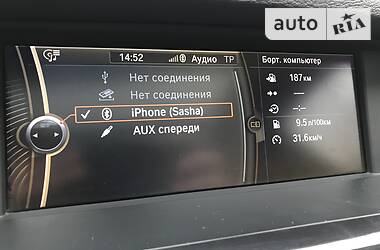 auto RIA
14:52 Аудио TP
Борт. компьютер
Нет соединения
Нет соединения
iPhone (Sasha)
AUX спереди
187 км
--:--
9.5 л/100км
31.6 км/ч